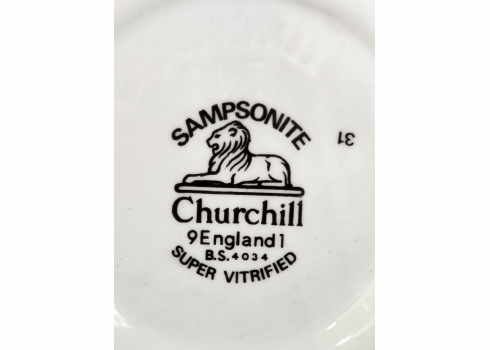 SAMPSONITE
Churchill
9England1
B.S.4034
SUPER VITRIFIED
31